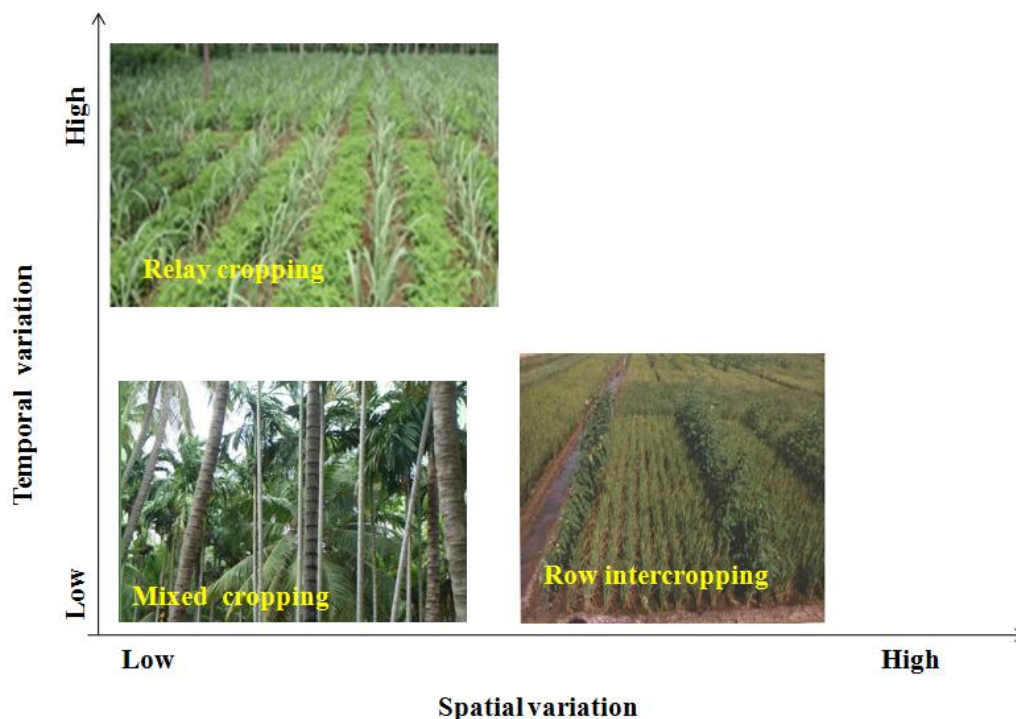 High
Relay cropping
Temporal variation
Mixed cropping
Row intercropping
Low
Low
High
Spatial variation